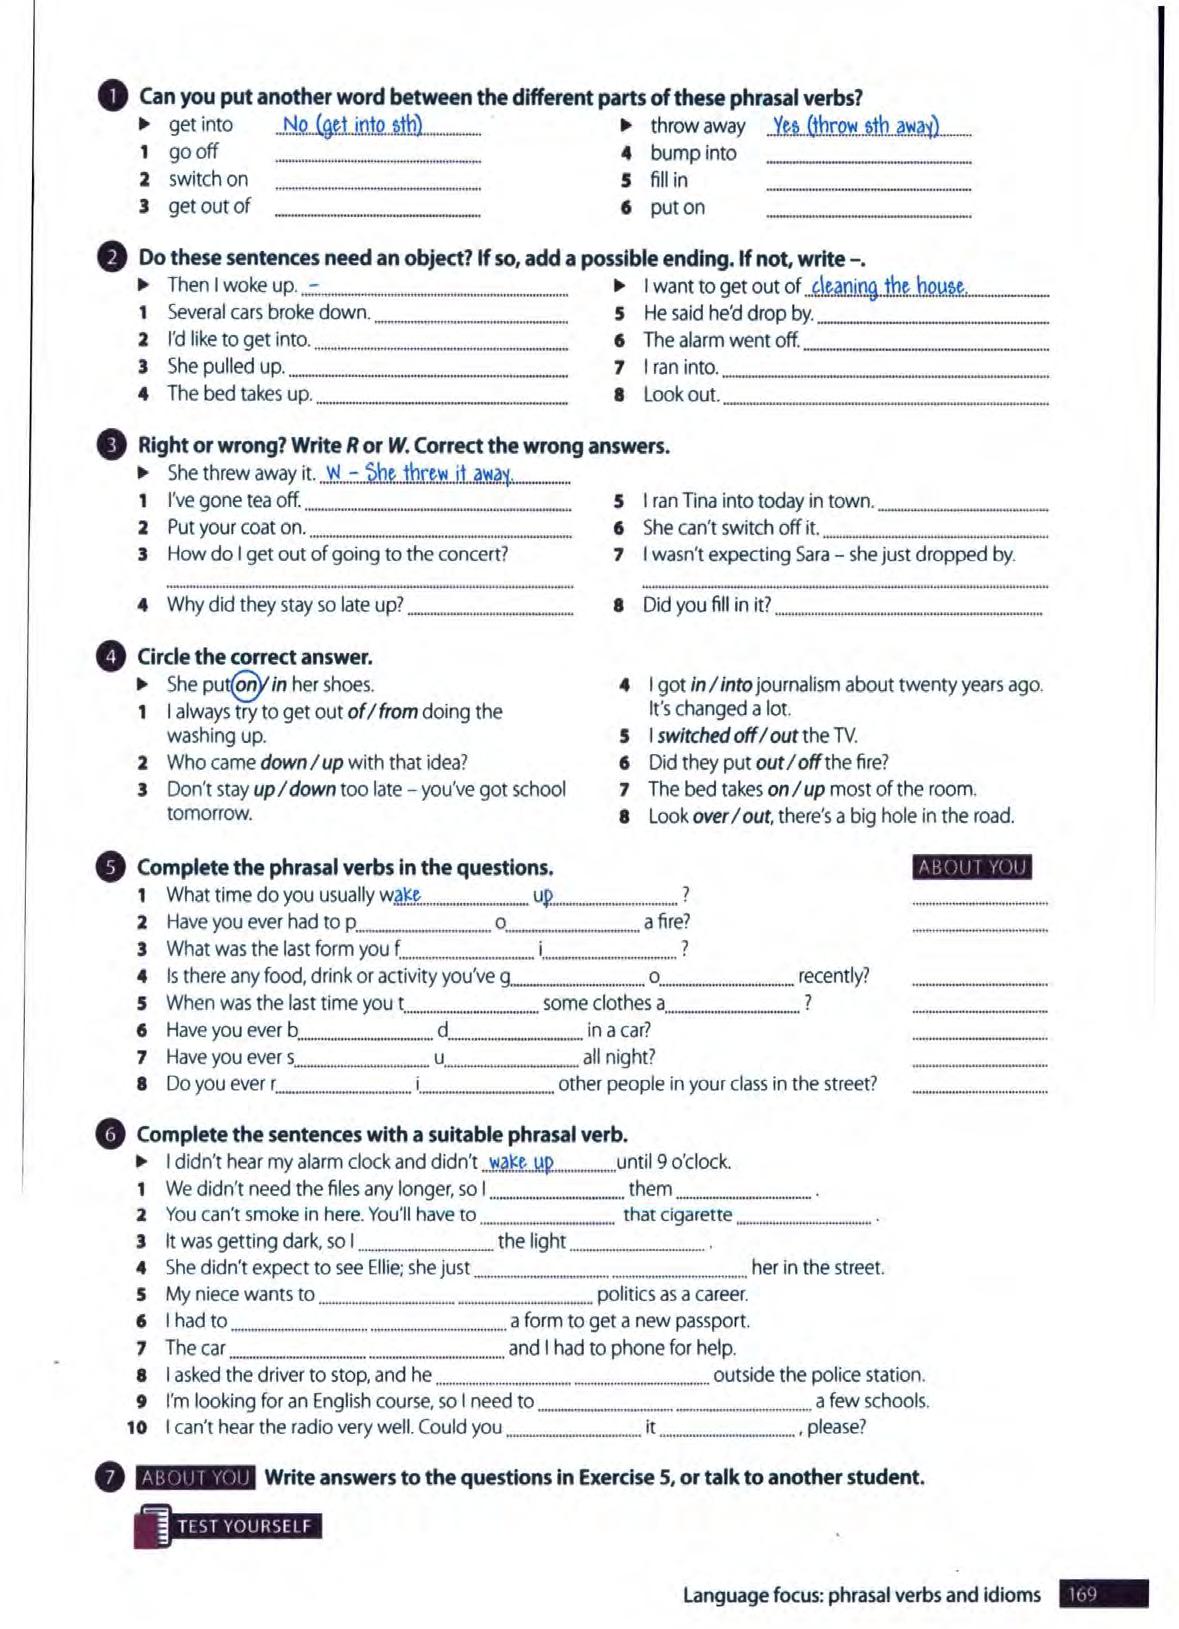 1 Can you put another word between the different parts of these phrasal verbs?
► get into No (get into sth)
1 go off
2 switch on
3 get out of
► throw away Yes (throw sth away)
4 bump into
5 fill in
6 put on
2 Do these sentences need an object? If so, add a possible ending. If not, write –.
► Then I woke up. –
1 Several cars broke down.
2 I'd like to get into.
3 She pulled up.
4 The bed takes up.
► I want to get out of cleaning the house.
5 He said he'd drop by.
6 The alarm went off.
7 I ran into.
8 Look out.
3 Right or wrong? Write R or W. Correct the wrong answers.
► She threw away it. W – She threw it away.
1 I've gone tea off.
2 Put your coat on.
3 How do I get out of going to the concert?
4 Why did they stay so late up?
5 I ran Tina into today in town.
6 She can't switch off it.
7 I wasn't expecting Sara – she just dropped by.
8 Did you fill in it?
4 Circle the correct answer.
► She put on / in her shoes.
1 I always try to get out of / from doing the
washing up.
2 Who came down / up with that idea?
3 Don't stay up / down too late – you've got school
tomorrow.
4 I got in / into journalism about twenty years ago.
It's changed a lot.
5 I switched off / out the TV.
6 Did they put out / off the fire?
7 The bed takes on / up most of the room.
8 Look over / out, there's a big hole in the road.
5 Complete the phrasal verbs in the questions. ABOUT YOU
1 What time do you usually wake up ?
2 Have you ever had to p o a fire?
3 What was the last form you f i ?
4 Is there any food, drink or activity you've g o recently?
5 When was the last time you t some clothes a ?
6 Have you ever b d in a car?
7 Have you ever s u all night?
8 Do you ever r i other people in your class in the street?
6 Complete the sentences with a suitable phrasal verb.
► I didn't hear my alarm clock and didn't wake up until 9 o'clock.
1 We didn't need the files any longer, so I them .
2 You can't smoke in here. You'll have to that cigarette .
3 It was getting dark, so I the light .
4 She didn't expect to see Ellie; she just her in the street.
5 My niece wants to politics as a career.
6 I had to a form to get a new passport.
7 The car and I had to phone for help.
8 I asked the driver to stop, and he outside the police station.
9 I'm looking for an English course, so I need to a few schools.
10 I can't hear the radio very well. Could you it , please?
7 ABOUT YOU Write answers to the questions in Exercise 5, or talk to another student.
TEST YOURSELF
Language focus: phrasal verbs and idioms 169